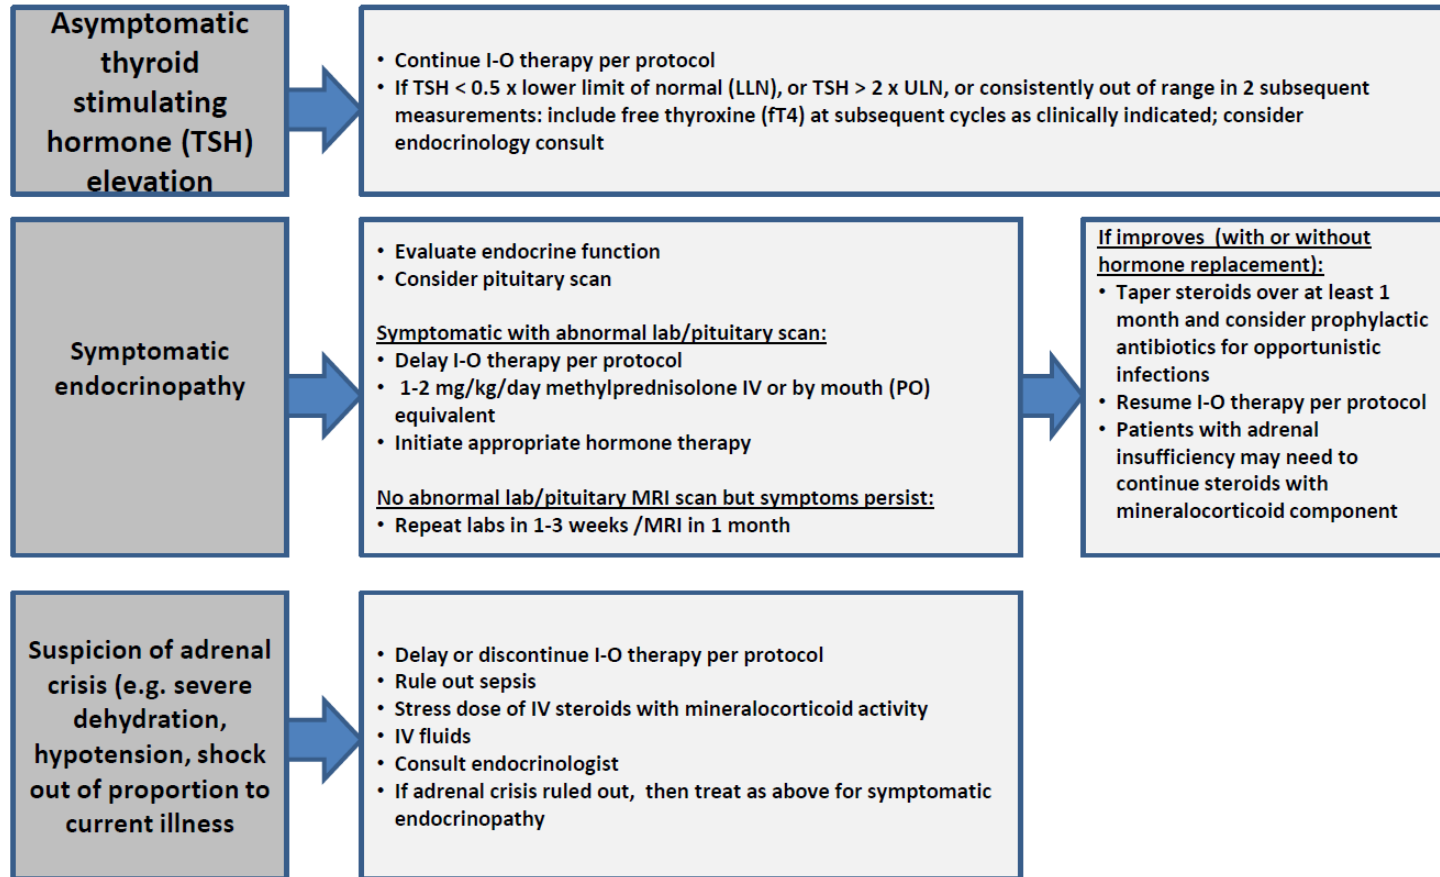 Asymptomatic
thyroid
stimulating
hormone (TSH)
elevation
• Continue I-O therapy per protocol
• If TSH < 0.5 x lower limit of normal (LLN), or TSH > 2 x ULN, or consistently out of range in 2 subsequent
measurements: include free thyroxine (fT4) at subsequent cycles as clinically indicated; consider
endocrinology consult
Symptomatic
endocrinopathy
• Evaluate endocrine function
• Consider pituitary scan
Symptomatic with abnormal lab/pituitary scan:
• Delay I-O therapy per protocol
• 1-2 mg/kg/day methylprednisolone IV or by mouth (PO)
equivalent
• Initiate appropriate hormone therapy
No abnormal lab/pituitary MRI scan but symptoms persist:
• Repeat labs in 1-3 weeks /MRI in 1 month
If improves (with or without
hormone replacement):
• Taper steroids over at least 1
month and consider prophylactic
antibiotics for opportunistic
infections
• Resume I-O therapy per protocol
• Patients with adrenal
insufficiency may need to
continue steroids with
mineralocorticoid component
Suspicion of adrenal
crisis (e.g. severe
dehydration,
hypotension, shock
out of proportion to
current illness
• Delay or discontinue I-O therapy per protocol
• Rule out sepsis
• Stress dose of IV steroids with mineralocorticoid activity
• IV fluids
• Consult endocrinologist
• If adrenal crisis ruled out, then treat as above for symptomatic
endocrinopathy